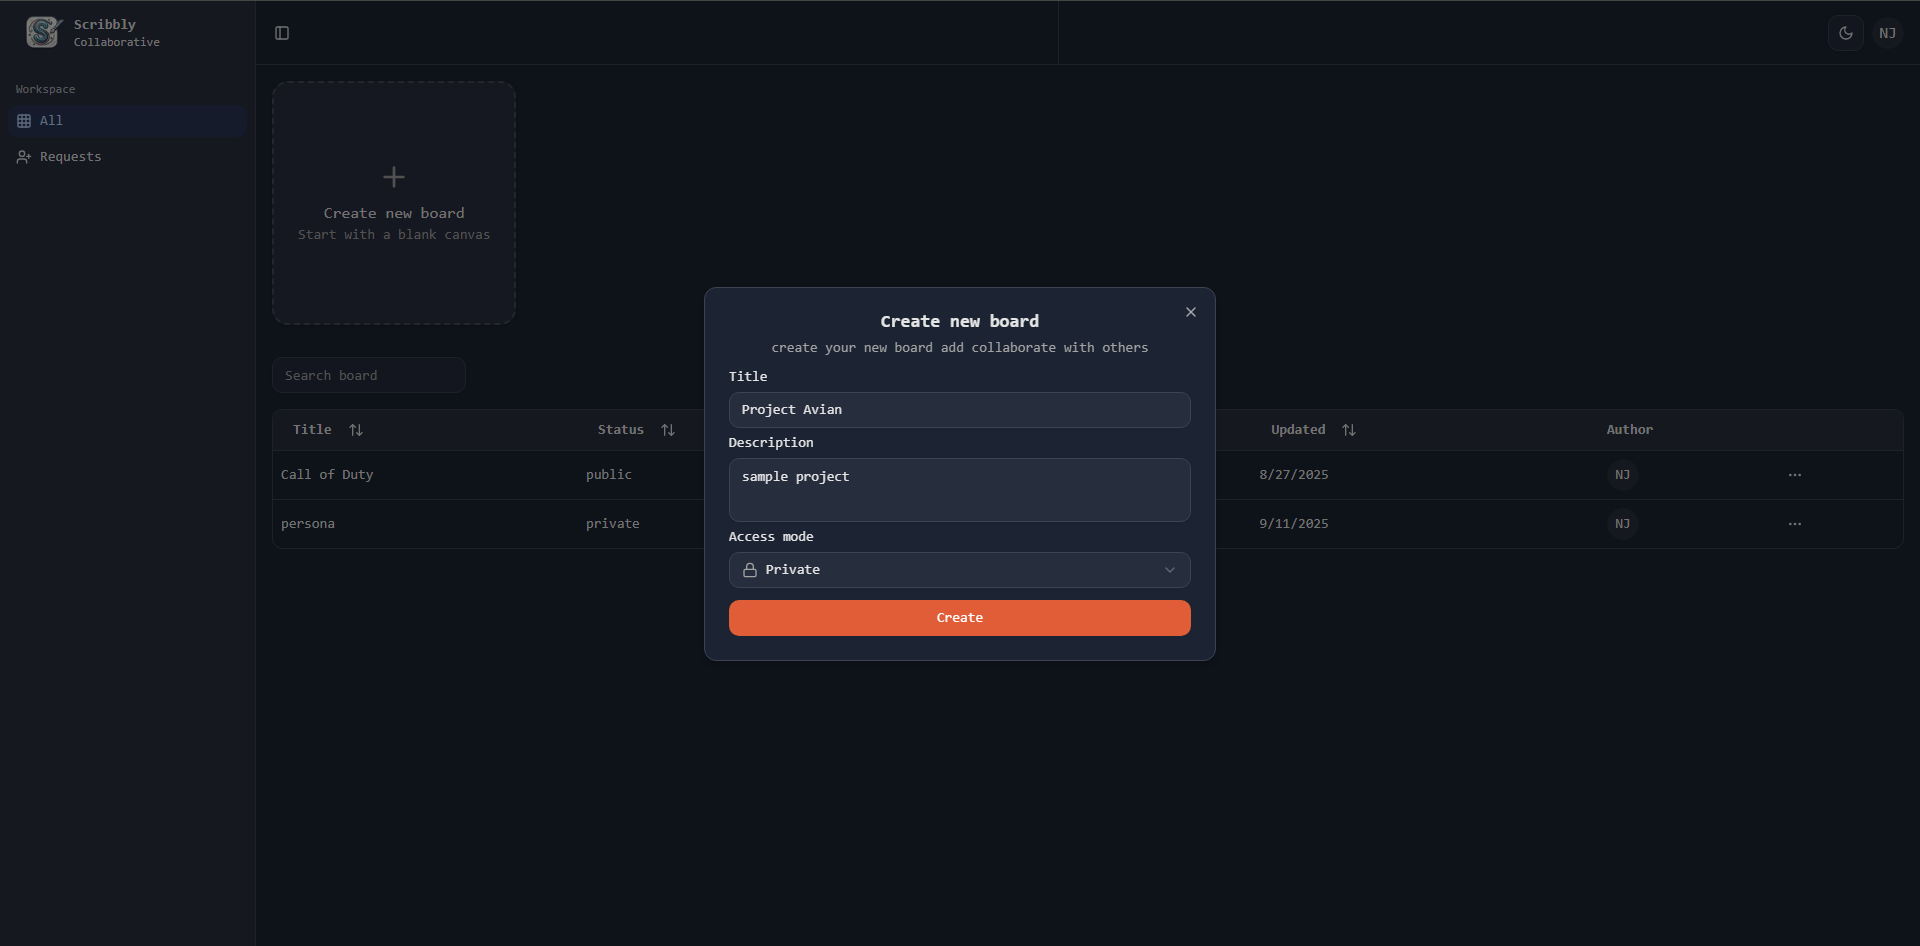 Scribbly
Collaborative
NJ
Workspace
All
Requests
Create new board
Start with a blank canvas
Search board
Title Status Updated Author
Call of Duty public 8/27/2025 NJ
persona private 9/11/2025 NJ
Create new board
create your new board add collaborate with others
Title
Project Avian
Description
sample project
Access mode
Private
Create